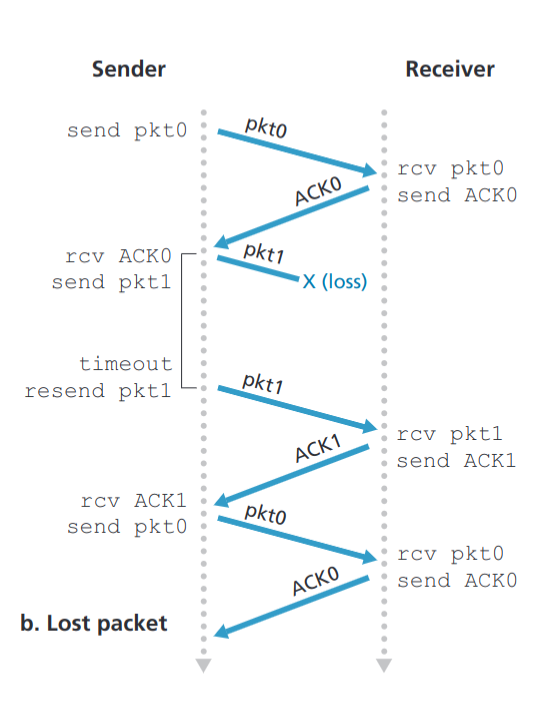 Sender
Receiver
send pkt0
pkt0
rcv pkt0
send ACK0
ACK0
rcv ACK0
send pkt1
pkt1
X (loss)
timeout
resend pkt1
pkt1
rcv pkt1
send ACK1
ACK1
rcv ACK1
send pkt0
pkt0
rcv pkt0
send ACK0
ACK0
b. Lost packet